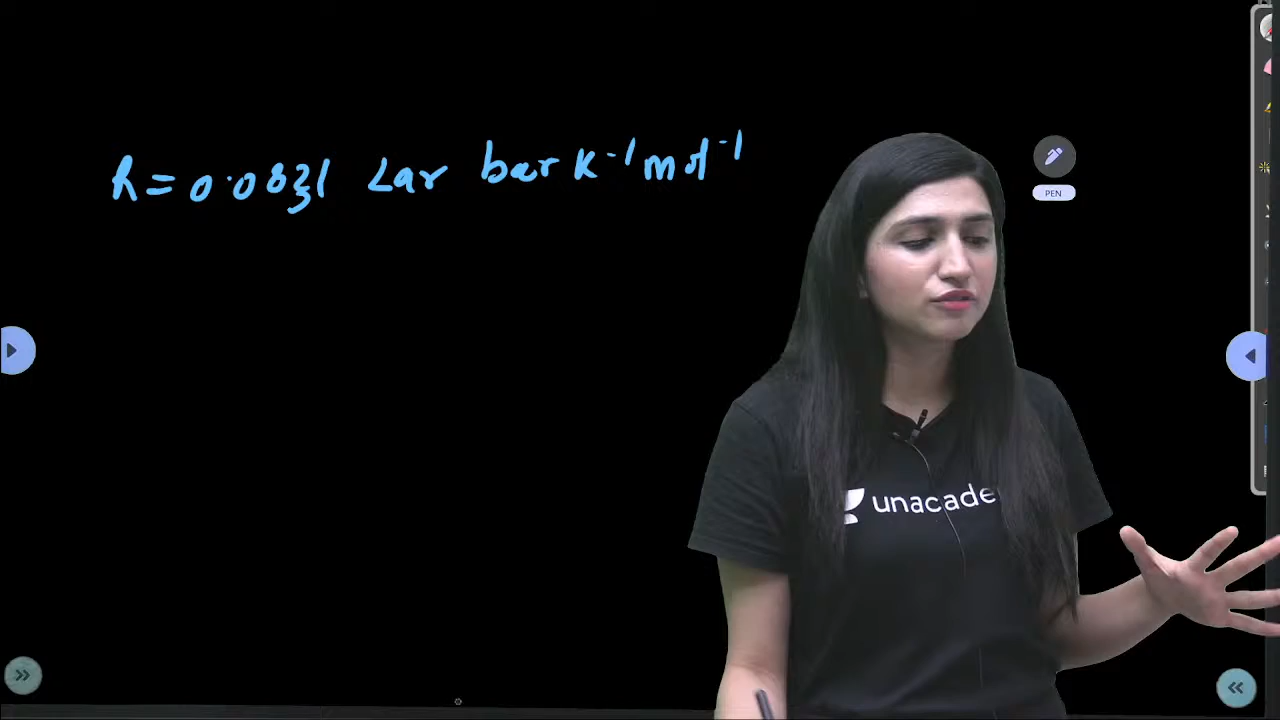 R = 0.0831 Lar bar K⁻¹ mol⁻¹
PEN
unacade